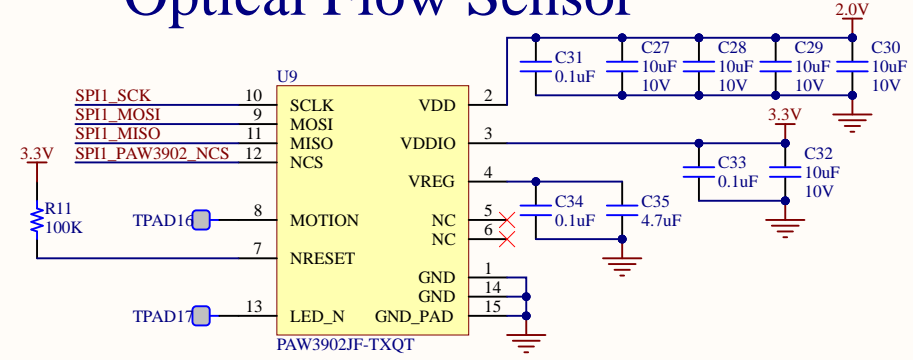 Optical Flow Sensor
2.0V
C31
0.1uF
C27
10uF
10V
C28
10uF
10V
C29
10uF
10V
C30
10uF
10V
U9
SPI1_SCK
10
SCLK
VDD
2
SPI1_MOSI
9
MOSI
SPI1_MISO
11
MISO
VDDIO
3
3.3V
SPI1_PAW3902_NCS
12
NCS
C33
0.1uF
C32
10uF
10V
3.3V
VREG
4
R11
100K
TPAD16
8
MOTION
NC
5
C34
0.1uF
C35
4.7uF
NC
6
7
NRESET
GND
1
GND
14
TPAD17
13
LED_N
GND_PAD
15
PAW3902JF-TXQT